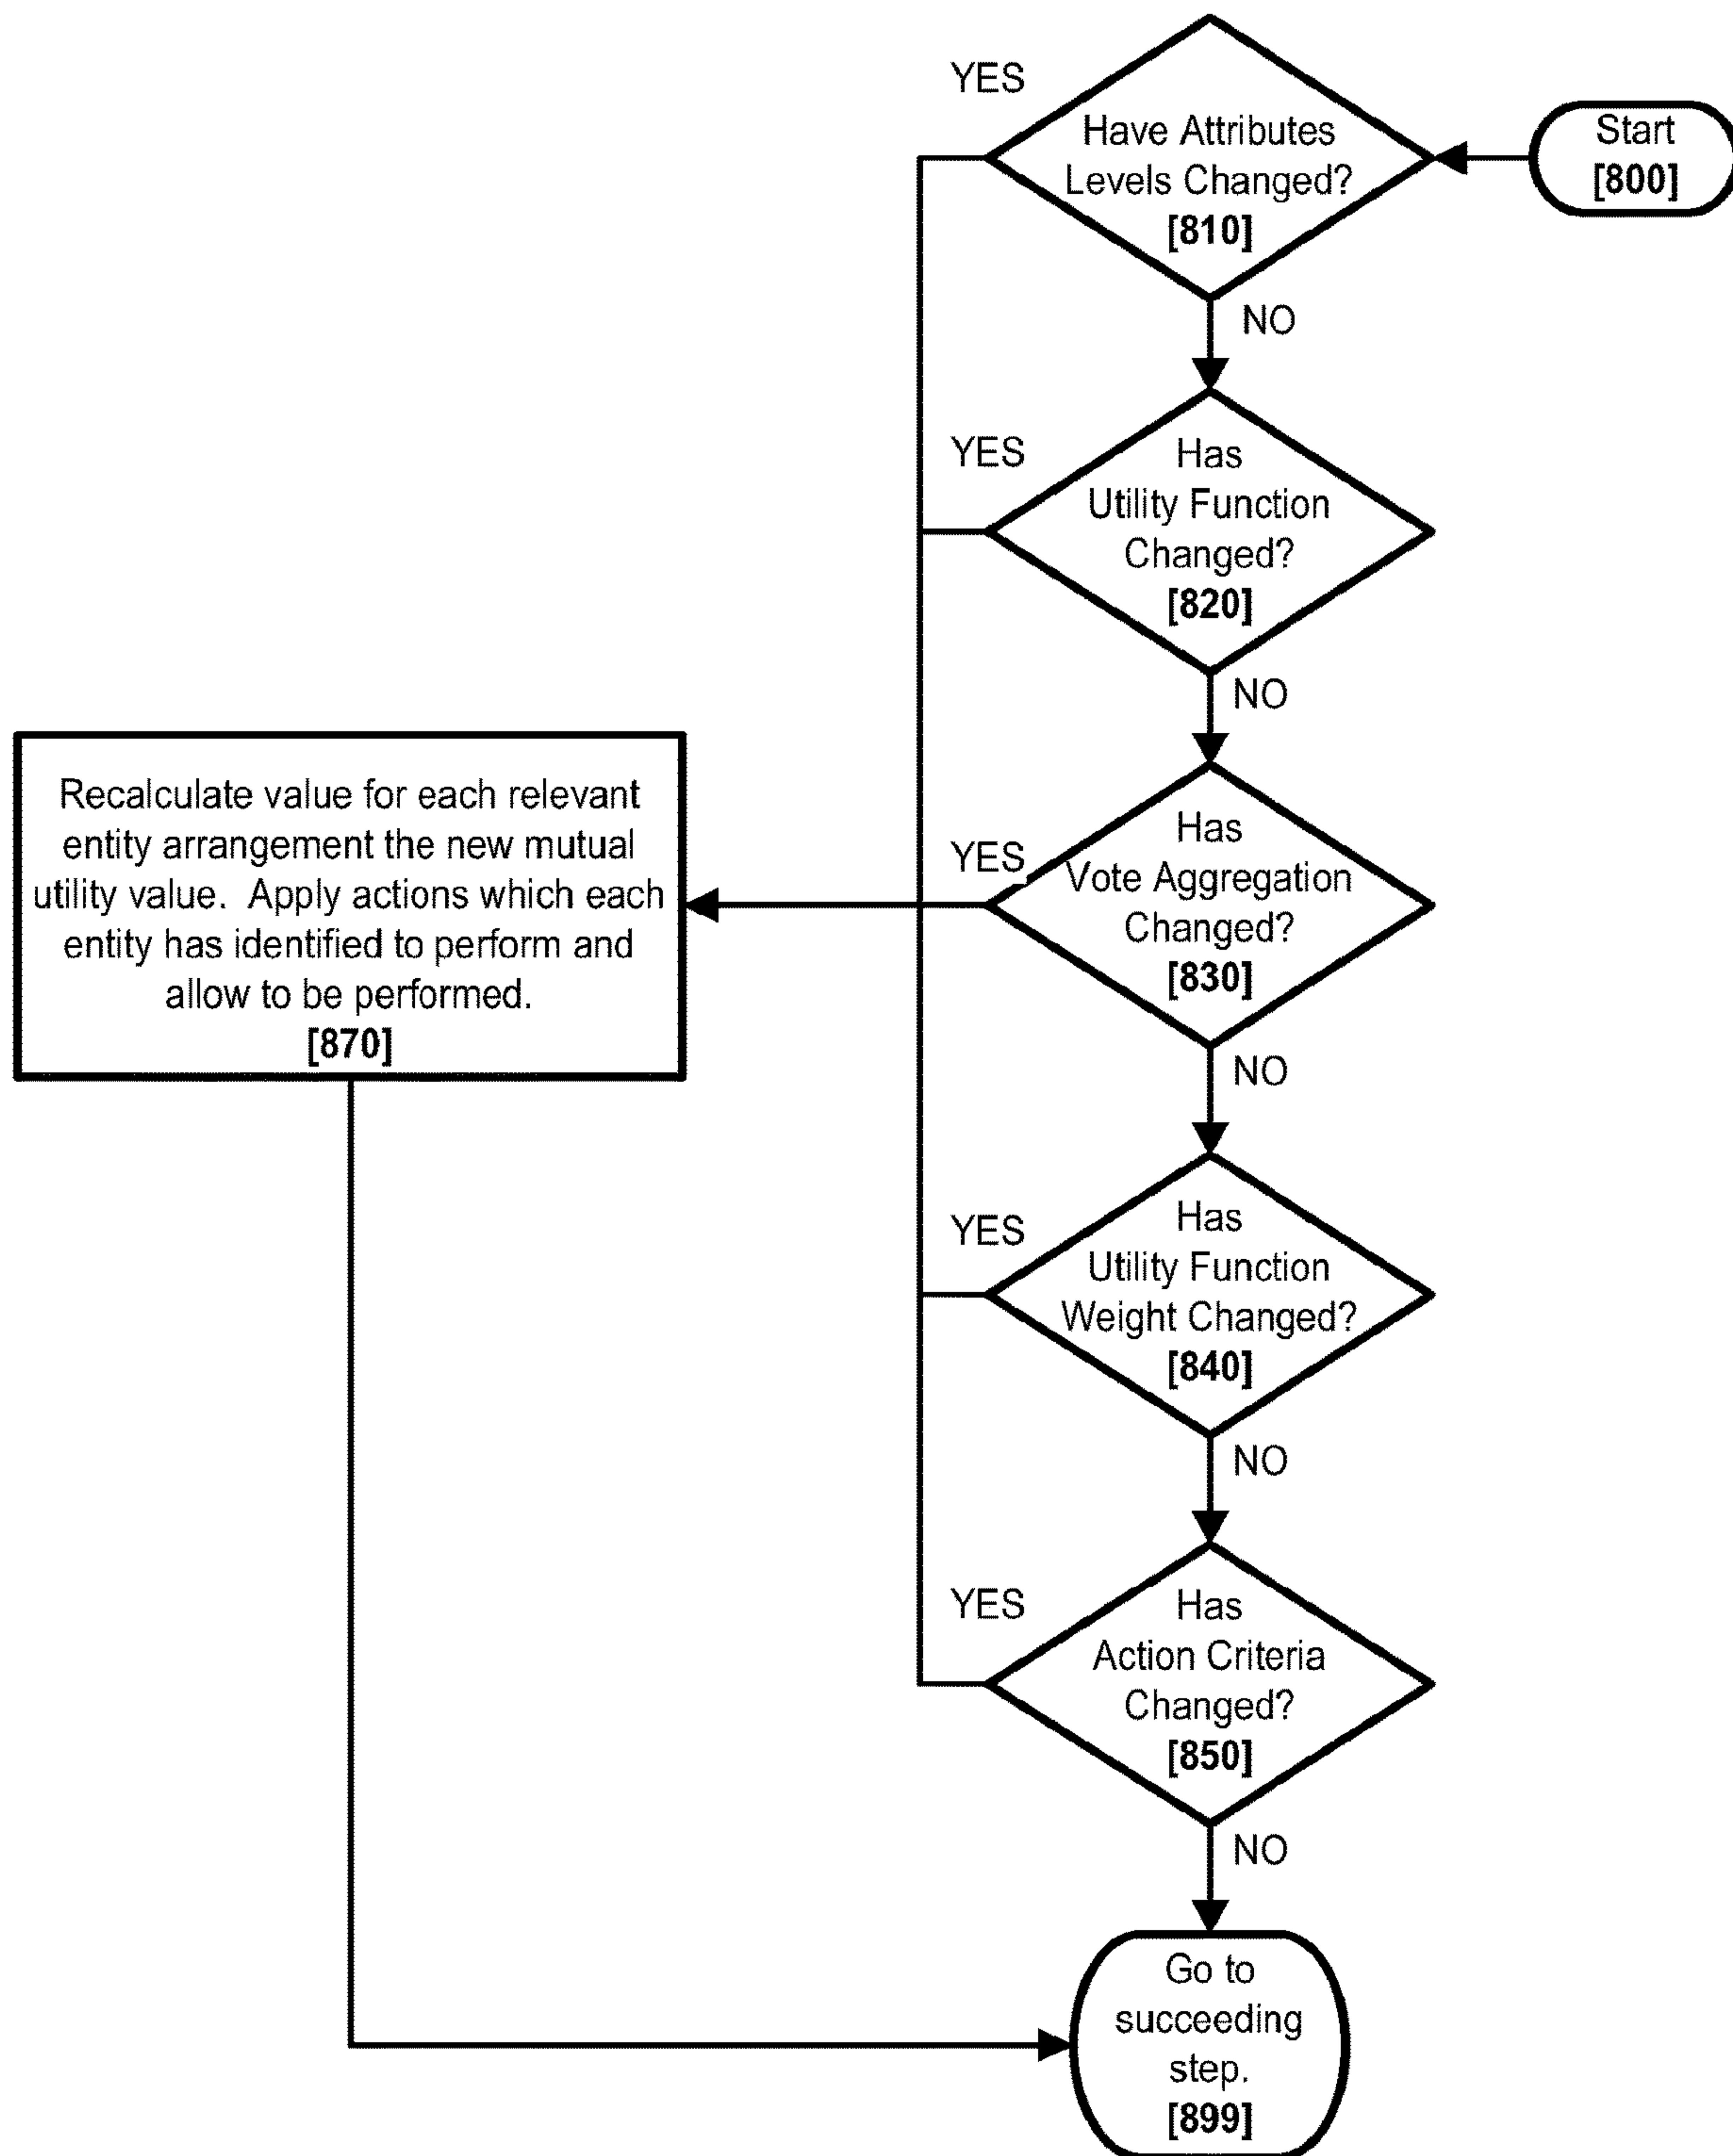 Start
[800]
YES
Have Attributes
Levels Changed?
[810]
NO
YES
Has
Utility Function
Changed?
[820]
NO
YES
Has
Vote Aggregation
Changed?
[830]
NO
Recalculate value for each relevant
entity arrangement the new mutual
utility value.  Apply actions which each
entity has identified to perform and
allow to be performed.
[870]
YES
Has
Utility Function
Weight Changed?
[840]
NO
YES
Has
Action Criteria
Changed?
[850]
NO
Go to
succeeding
step.
[899]